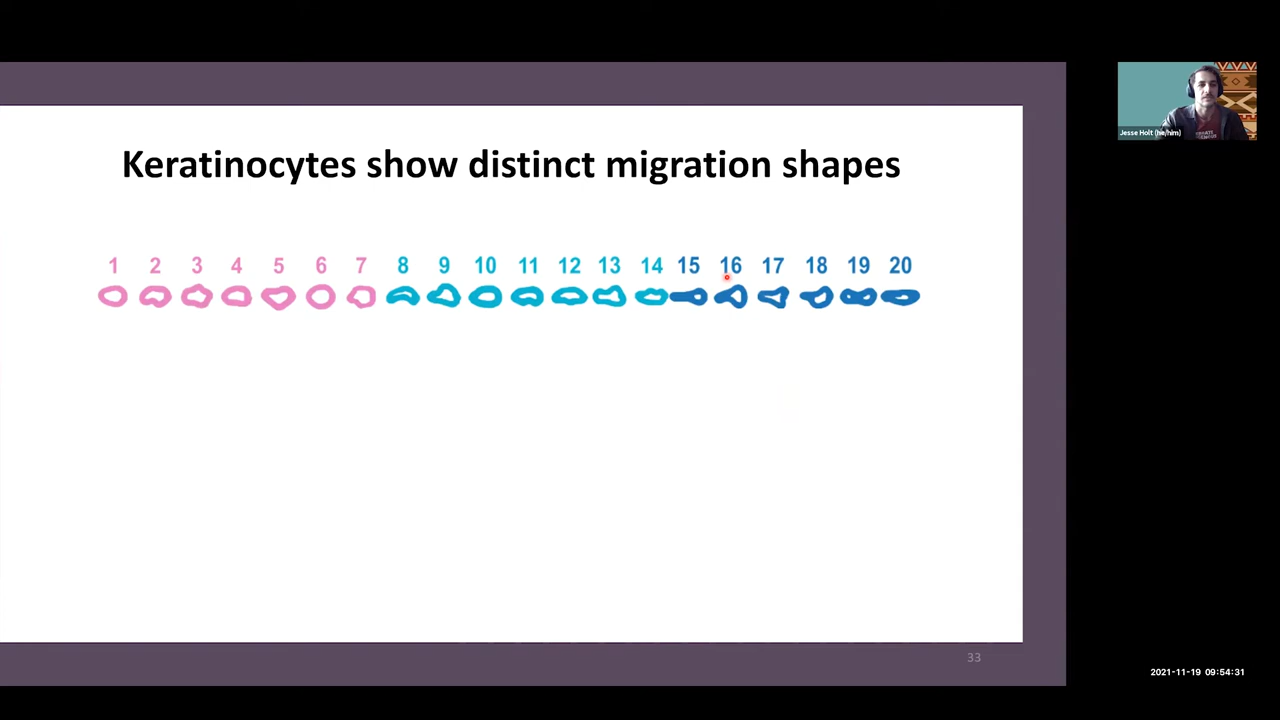 Jesse Holt (he/him)
Keratinocytes show distinct migration shapes
1 2 3 4 5 6 7 8 9 10 11 12 13 14 15 16 17 18 19 20
33
2021-11-19 09:54:31